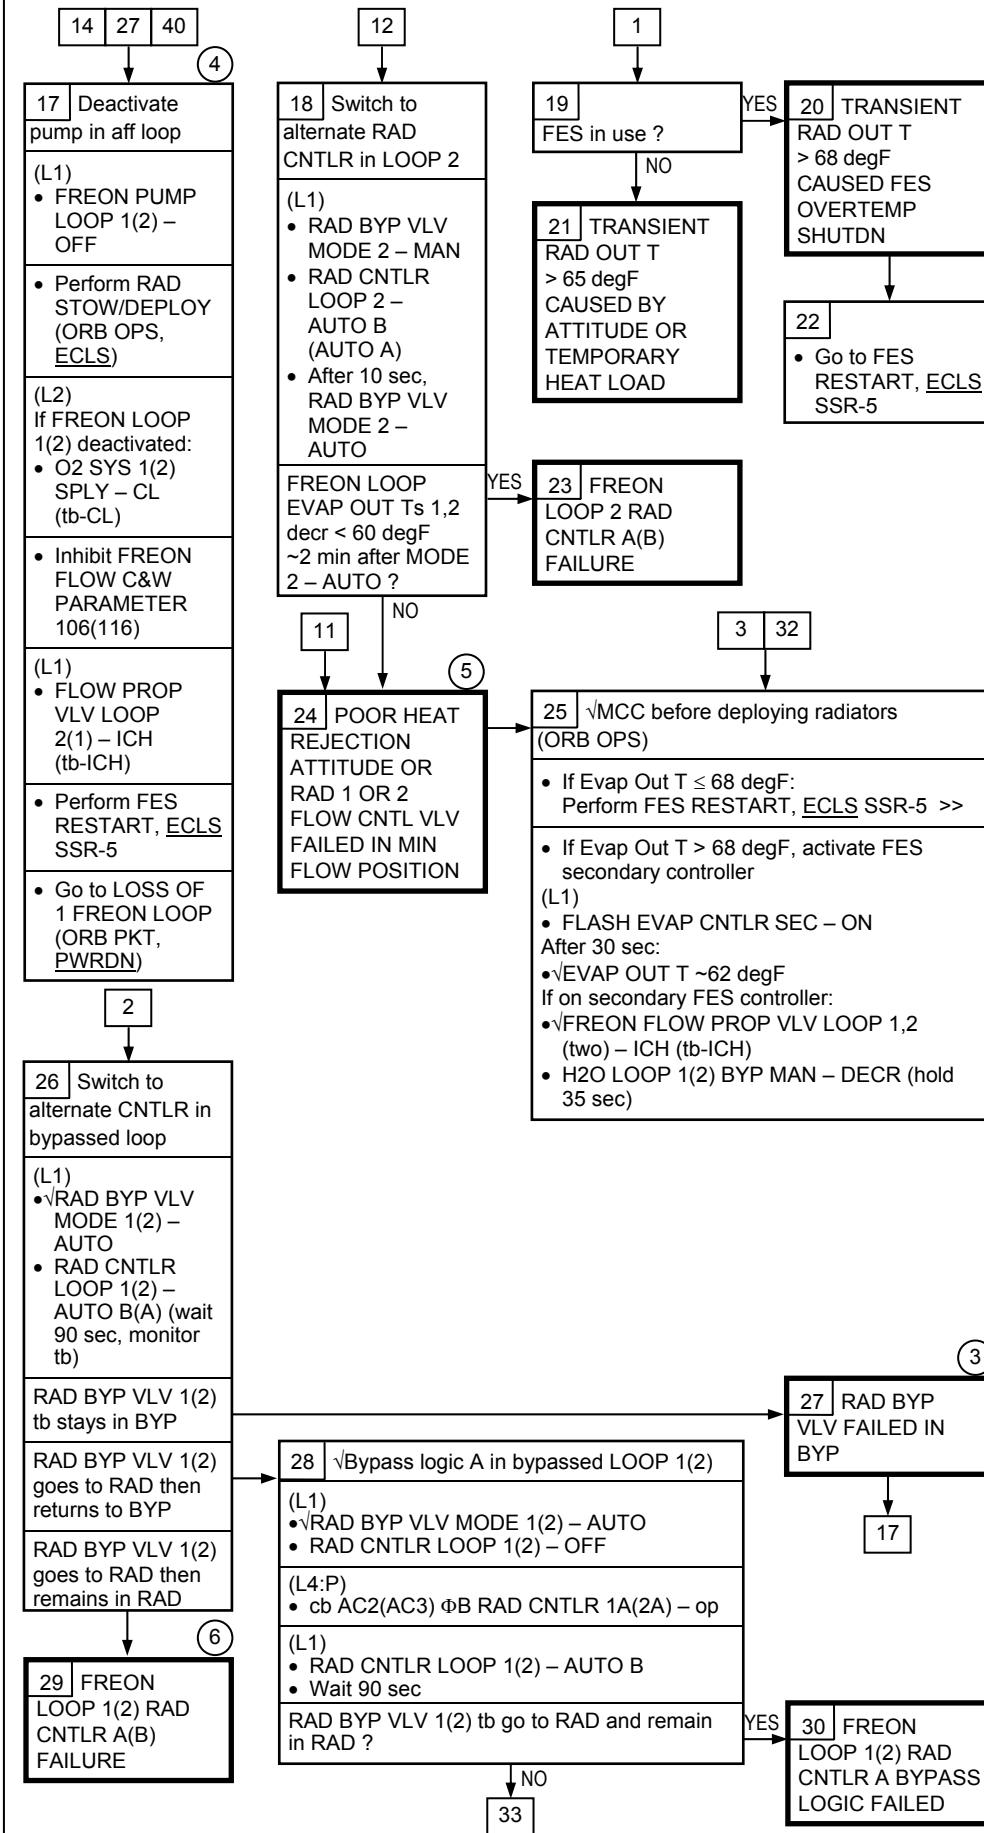 14 27 40
4
17 Deactivate
pump in aff loop
(L1)
• FREON PUMP
LOOP 1(2) –
OFF
• Perform RAD
STOW/DEPLOY
(ORB OPS,
ECLS)
(L2)
If FREON LOOP
1(2) deactivated:
• O2 SYS 1(2)
SPLY – CL
(tb-CL)
• Inhibit FREON
FLOW C&W
PARAMETER
106(116)
(L1)
• FLOW PROP
VLV LOOP
2(1) – ICH
(tb-ICH)
• Perform FES
RESTART, ECLS
SSR-5
• Go to LOSS OF
1 FREON LOOP
(ORB PKT,
PWRDN)
12
18 Switch to
alternate RAD
CNTLR in LOOP 2
(L1)
• RAD BYP VLV
MODE 2 – MAN
• RAD CNTLR
LOOP 2 –
AUTO B
(AUTO A)
• After 10 sec,
RAD BYP VLV
MODE 2 –
AUTO
FREON LOOP
EVAP OUT Ts 1,2
decr < 60 degF
~2 min after MODE
2 – AUTO ?
YES
NO
1
19
FES in use ?
YES
NO
20 TRANSIENT
RAD OUT T
> 68 degF
CAUSED FES
OVERTEMP
SHUTDN
21 TRANSIENT
RAD OUT T
> 65 degF
CAUSED BY
ATTITUDE OR
TEMPORARY
HEAT LOAD
22
• Go to FES
RESTART, ECLS
SSR-5
23 FREON
LOOP 2 RAD
CNTLR A(B)
FAILURE
11
5
24 POOR HEAT
REJECTION
ATTITUDE OR
RAD 1 OR 2
FLOW CNTL VLV
FAILED IN MIN
FLOW POSITION
3 32
25 √MCC before deploying radiators
(ORB OPS)
• If Evap Out T ≤ 68 degF:
Perform FES RESTART, ECLS SSR-5 >>
• If Evap Out T > 68 degF, activate FES
secondary controller
(L1)
• FLASH EVAP CNTLR SEC – ON
After 30 sec:
•√EVAP OUT T ~62 degF
If on secondary FES controller:
•√FREON FLOW PROP VLV LOOP 1,2
(two) – ICH (tb-ICH)
• H2O LOOP 1(2) BYP MAN – DECR (hold
35 sec)
2
26 Switch to
alternate CNTLR in
bypassed loop
(L1)
•√RAD BYP VLV
MODE 1(2) –
AUTO
• RAD CNTLR
LOOP 1(2) –
AUTO B(A) (wait
90 sec, monitor
tb)
RAD BYP VLV 1(2)
tb stays in BYP
RAD BYP VLV 1(2)
goes to RAD then
returns to BYP
RAD BYP VLV 1(2)
goes to RAD then
remains in RAD
3
27 RAD BYP
VLV FAILED IN
BYP
17
28 √Bypass logic A in bypassed LOOP 1(2)
(L1)
•√RAD BYP VLV MODE 1(2) – AUTO
• RAD CNTLR LOOP 1(2) – OFF
(L4:P)
• cb AC2(AC3) ΦB RAD CNTLR 1A(2A) – op
(L1)
• RAD CNTLR LOOP 1(2) – AUTO B
• Wait 90 sec
RAD BYP VLV 1(2) tb go to RAD and remain
in RAD ?
YES
NO
33
6
29 FREON
LOOP 1(2) RAD
CNTLR A(B)
FAILURE
30 FREON
LOOP 1(2) RAD
CNTLR A BYPASS
LOGIC FAILED